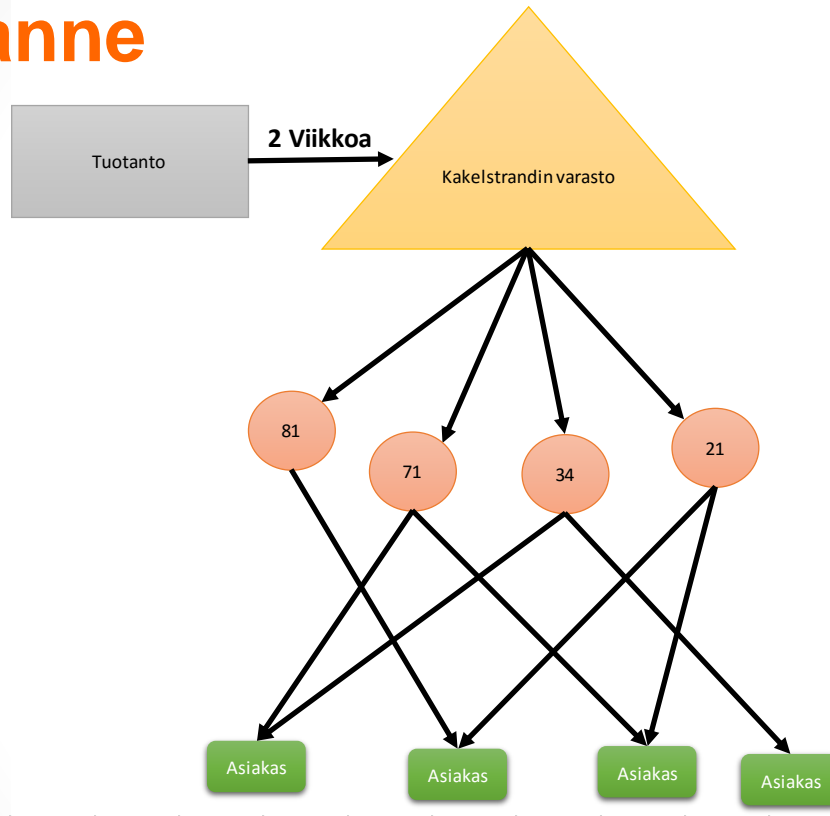 anne
2 Viikkoa
Tuotanto
Kakelstrandin varasto
81
71
34
21
Asiakas
Asiakas
Asiakas
Asiakas